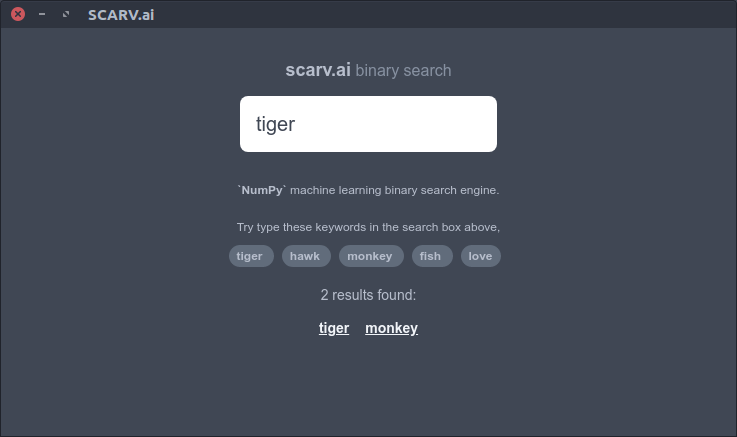 SCARV.ai
scarv.ai binary search
tiger
`NumPy` machine learning binary search engine.
Try type these keywords in the search box above,
tiger hawk monkey fish love
2 results found:
tiger monkey